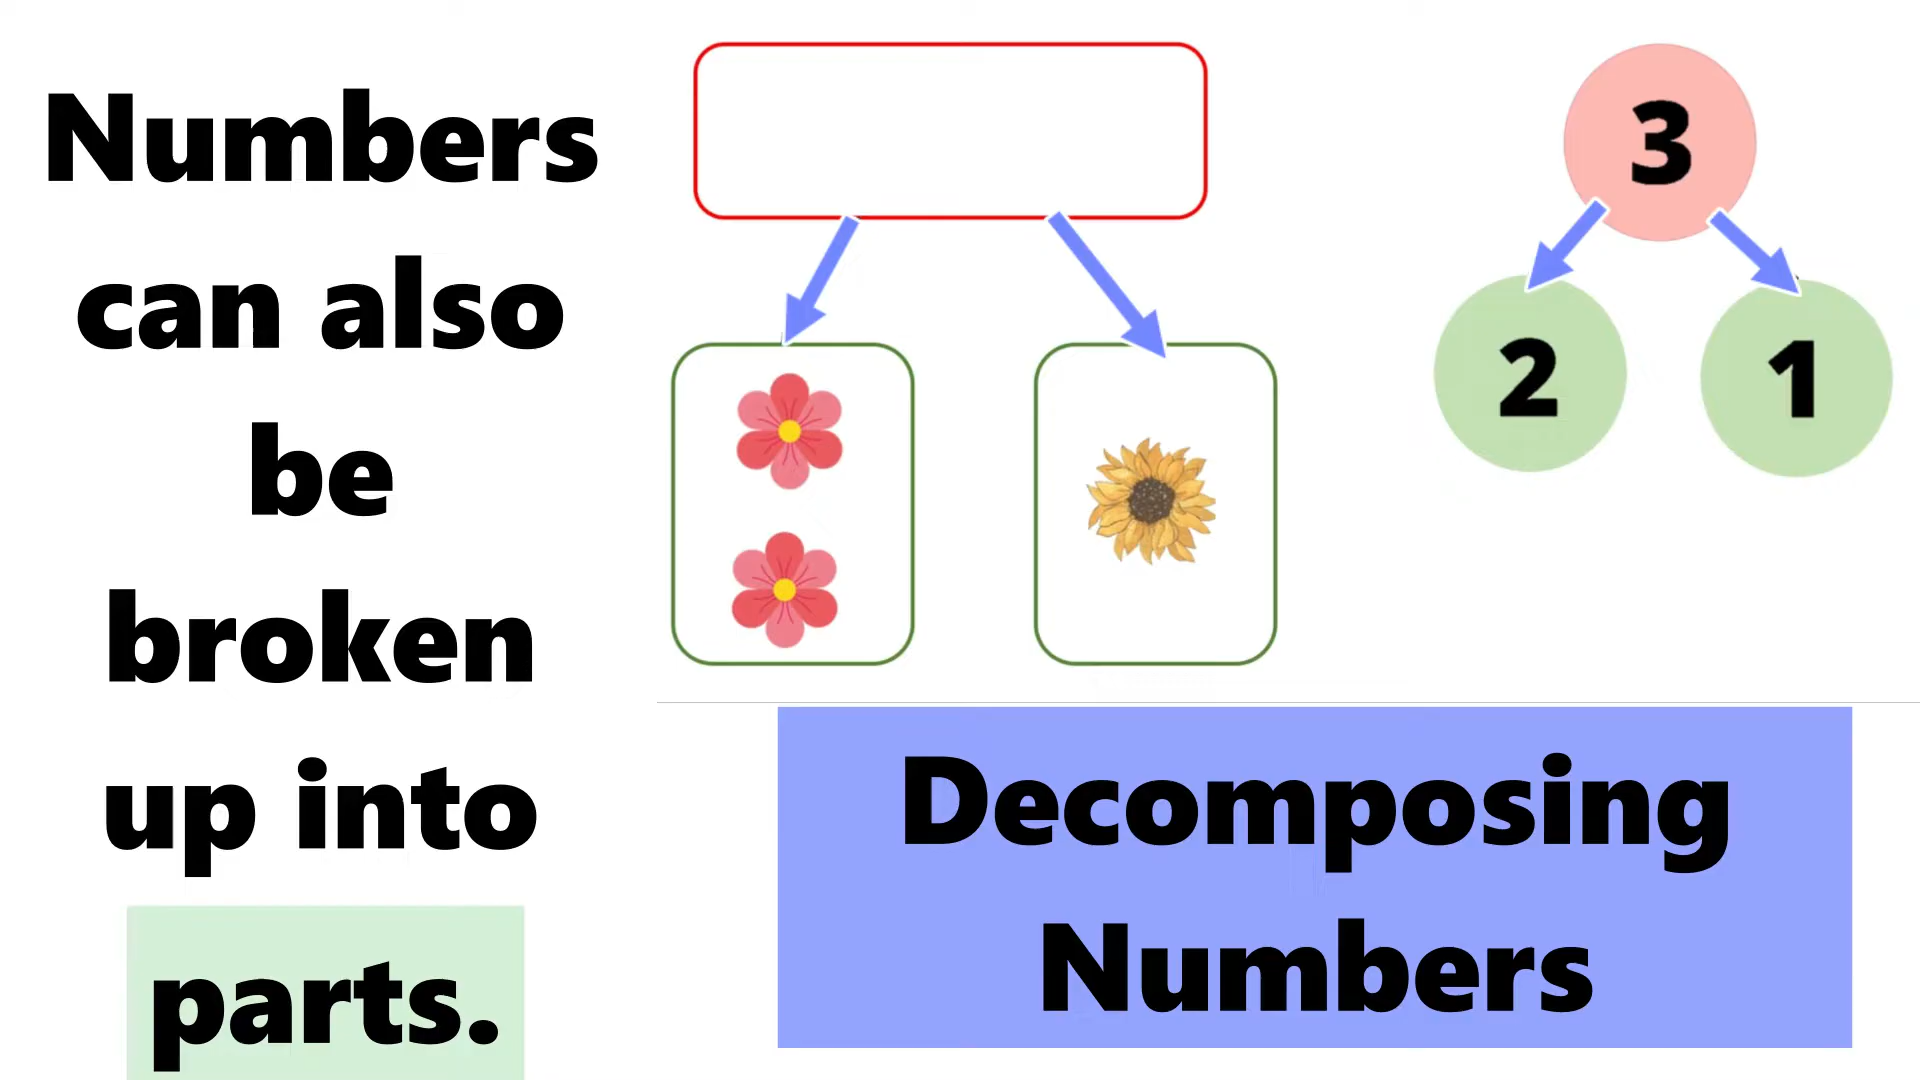 Numbers
can also
be
broken
up into
parts.
3
2
1
Decomposing
Numbers